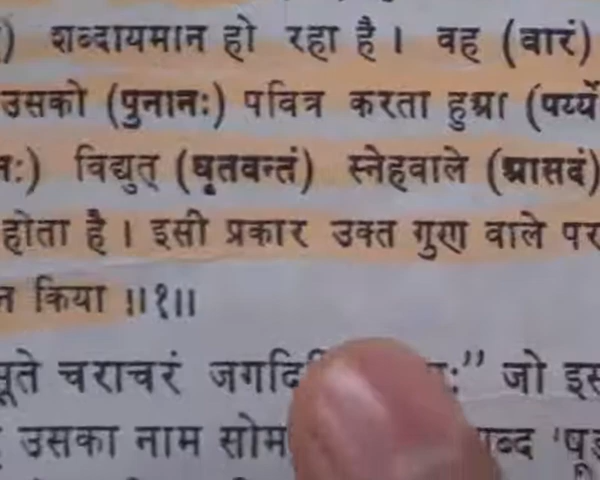 ) शब्दायमान हो रहा है । वह (वारं)
उसको (पुनानः) पवित्र करता हुआ (पर्य्ये
तः) विद्युत् (घृतवन्तं) स्नेहवाले (आसदं)
होता है । इसी प्रकार उक्त गुण वाले पर
किया ॥१॥
चराचरं जो इस
उसका नाम सोम